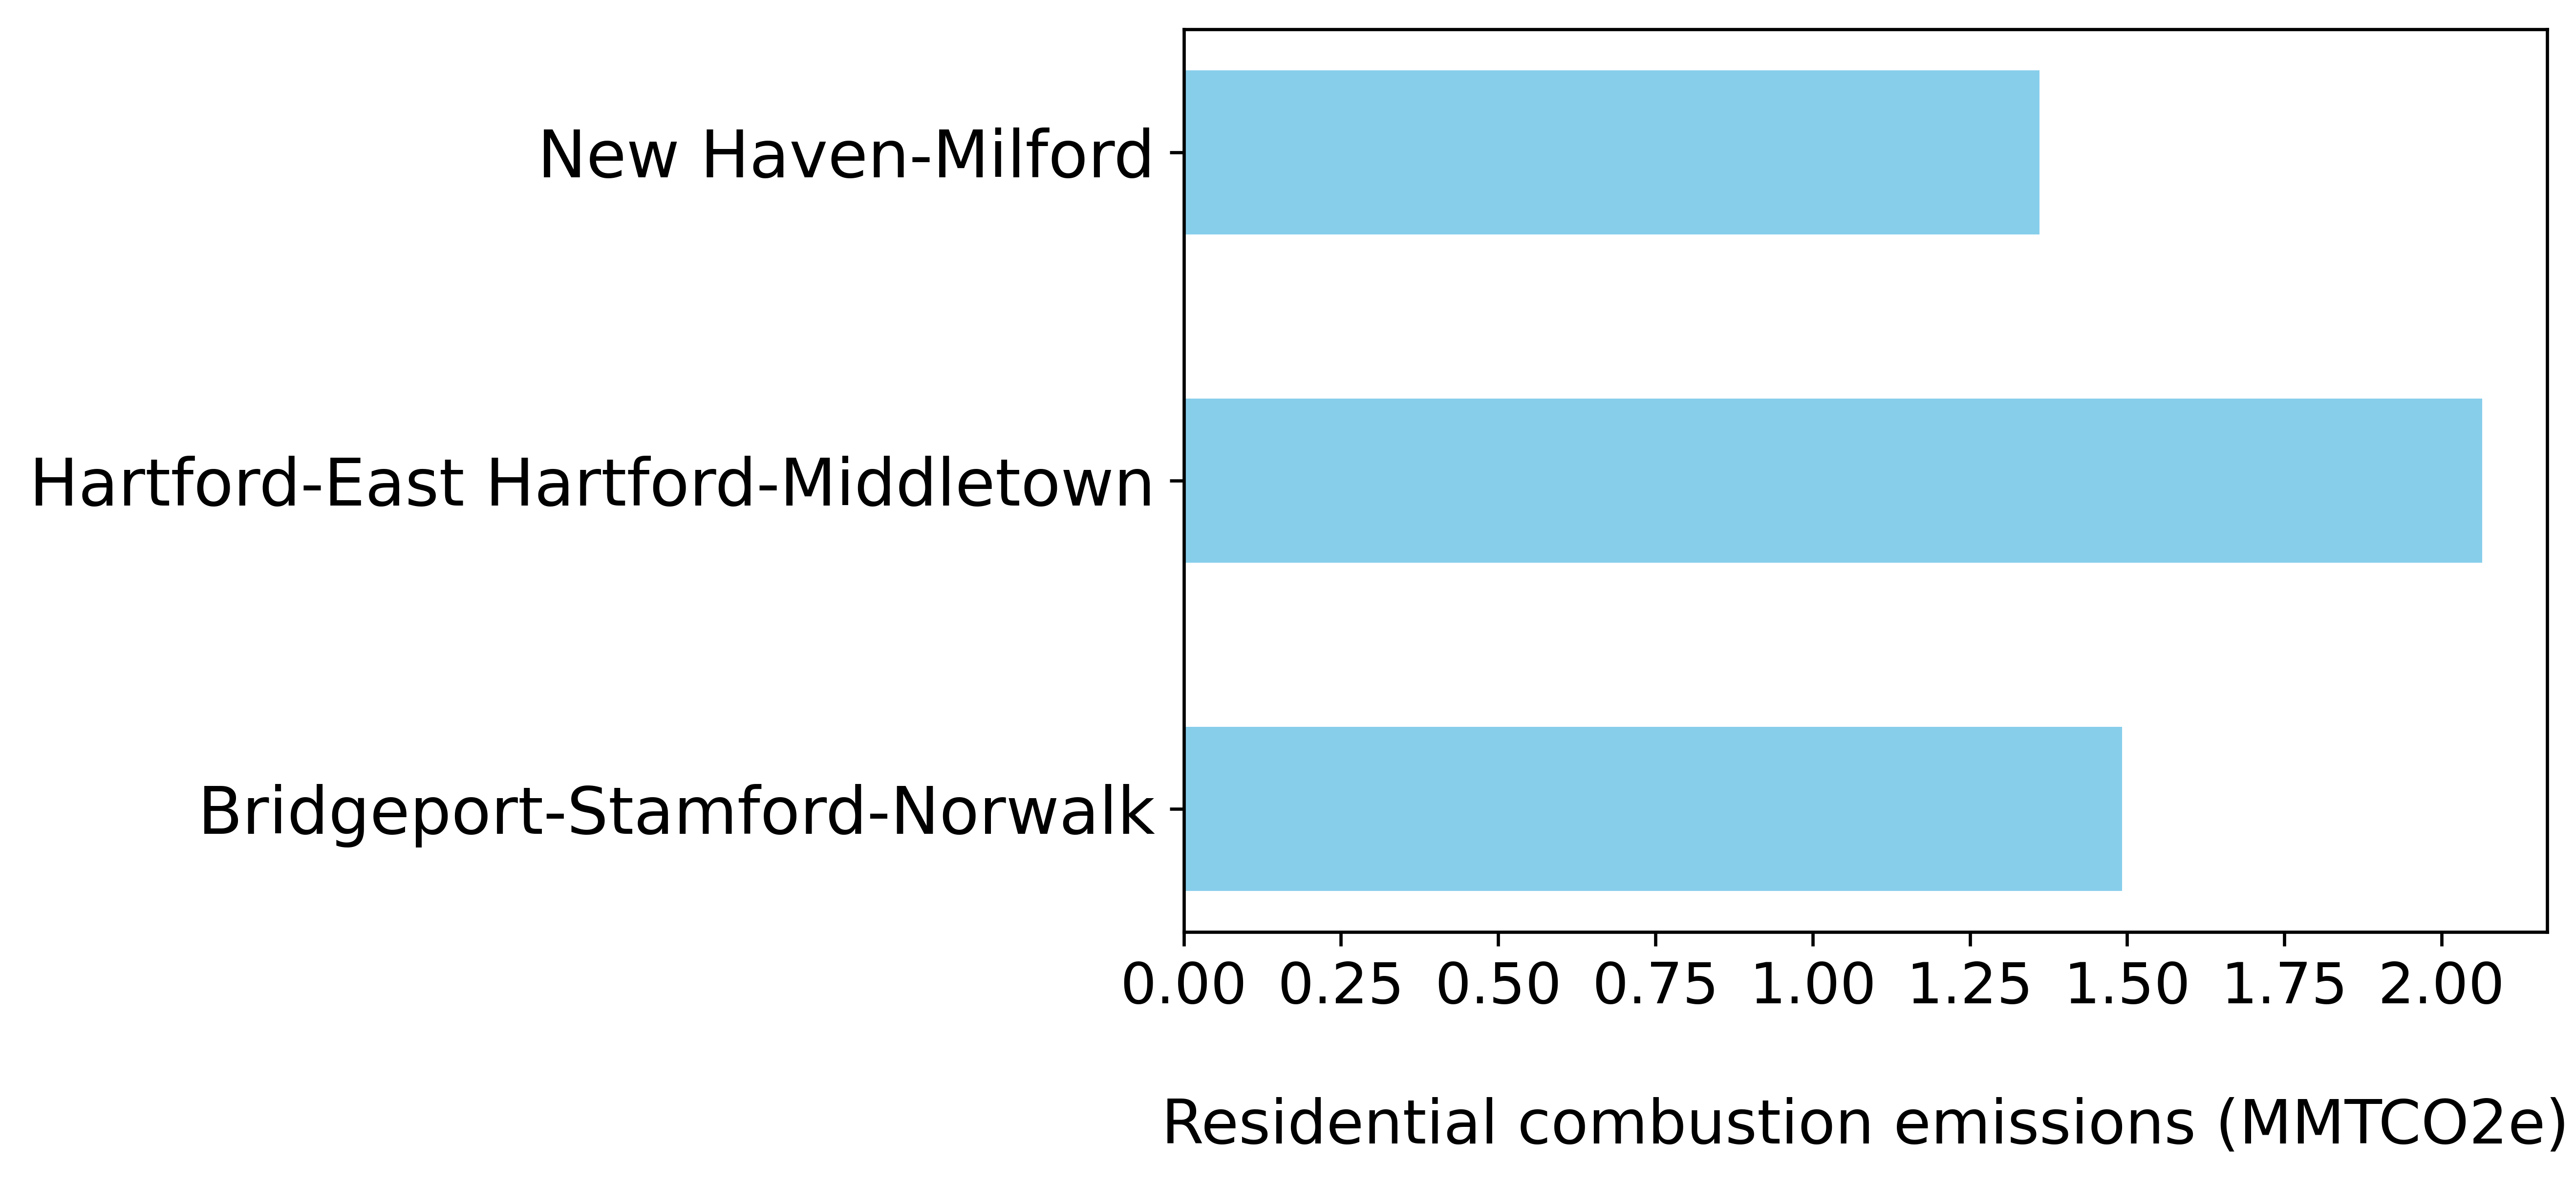 New Haven-Milford
Hartford-East Hartford-Middletown
Bridgeport-Stamford-Norwalk
0.00 0.25 0.50 0.75 1.00 1.25 1.50 1.75 2.00
Residential combustion emissions (MMTCO2e)